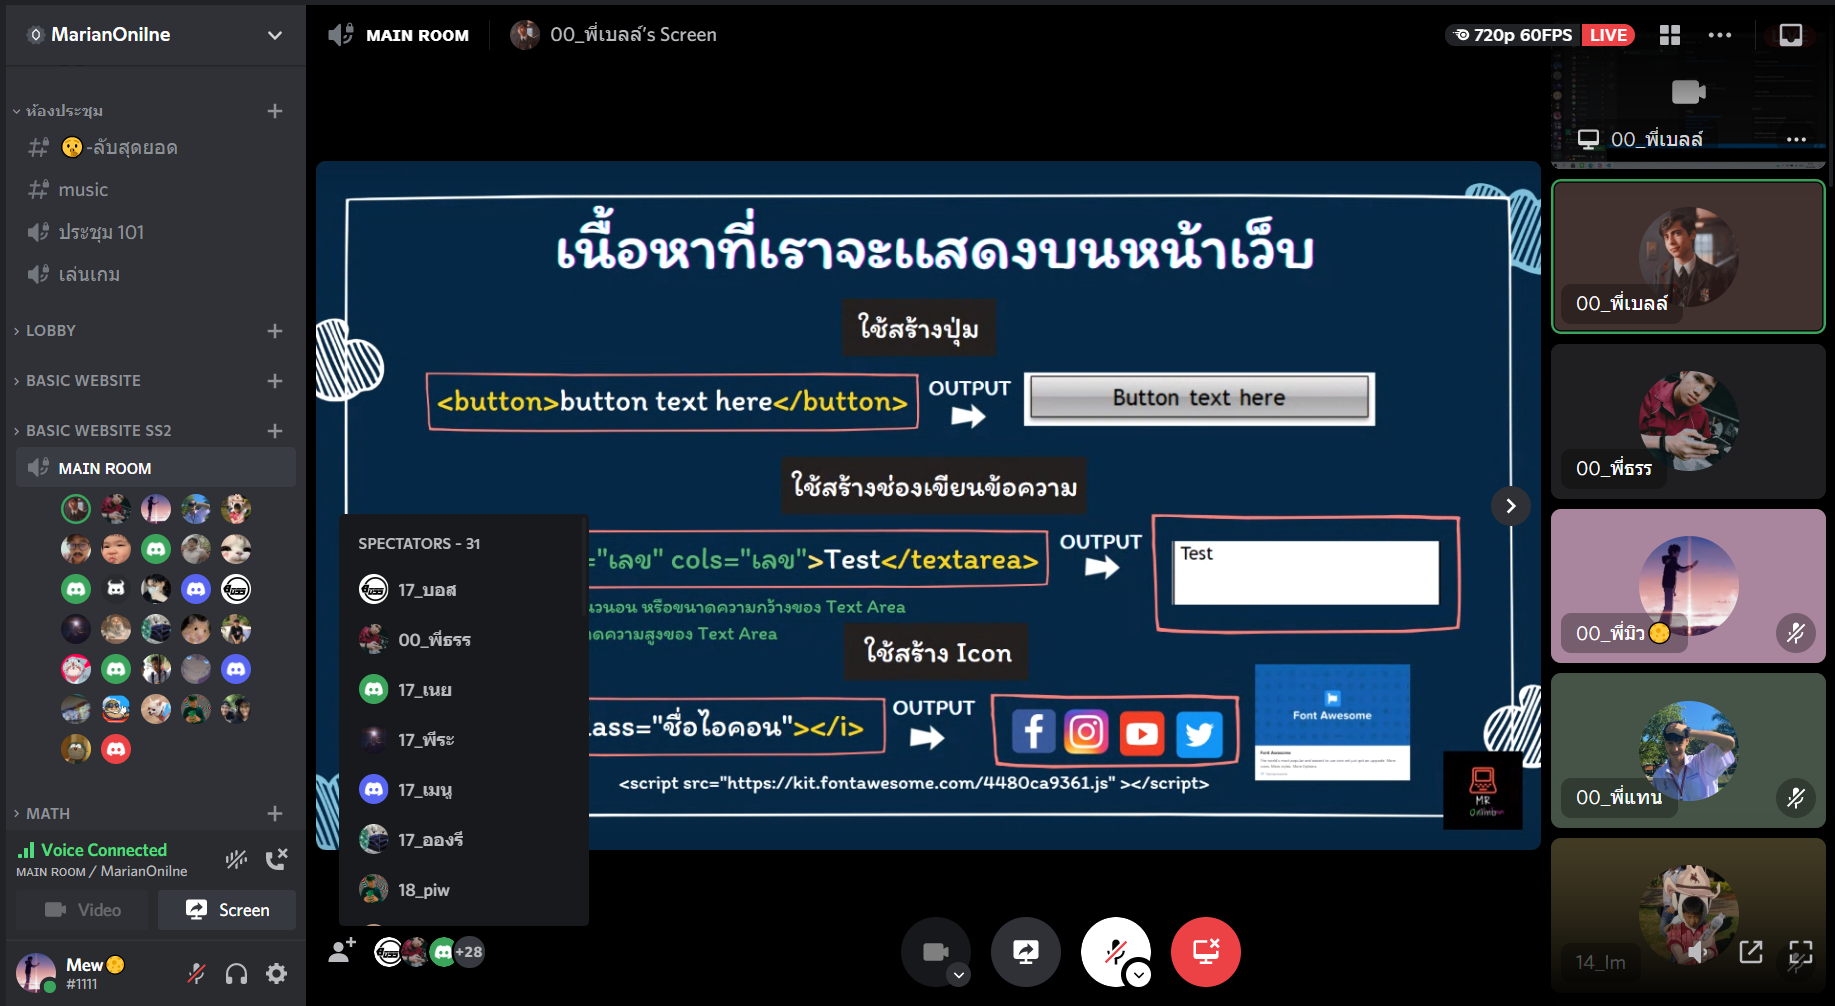 MarianOnilne
ห้องประชุม
-ลับสุดยอด
music
ประชุม 101
เล่นเกม
LOBBY
BASIC WEBSITE
BASIC WEBSITE SS2
MAIN ROOM
MATH
Voice Connected
MAIN ROOM / MarianOnilne
Video
Screen
Mew
#1111
MAIN ROOM
00_พี่เบลล์'s Screen
720p 60FPS
LIVE
เนื้อหาที่เราจะแสดงบนหน้าเว็บ
ใช้สร้างปุ่ม
<button>button text here</button>
OUTPUT
Button text here
ใช้สร้างช่องเขียนข้อความ
="เลข" cols="เลข">Test</textarea>
OUTPUT
Test
นวนอน หรือขนาดความกว้างของ Text Area
ดความสูงของ Text Area
ใช้สร้าง Icon
ass="ชื่อไอคอน"></i>
OUTPUT
Font Awesome
Font Awesome
<script src="https://kit.fontawesome.com/4480ca9361.js" ></script>
MR
SPECTATORS - 31
17_บอส
00_พี่ธรร
17_เนย
17_พีระ
17_เมนู
17_อองรี
18_piw
+28
00_พี่เบลล์
00_พี่เบลล์
00_พี่ธรร
00_พี่มิว
00_พี่แทน
14_Im